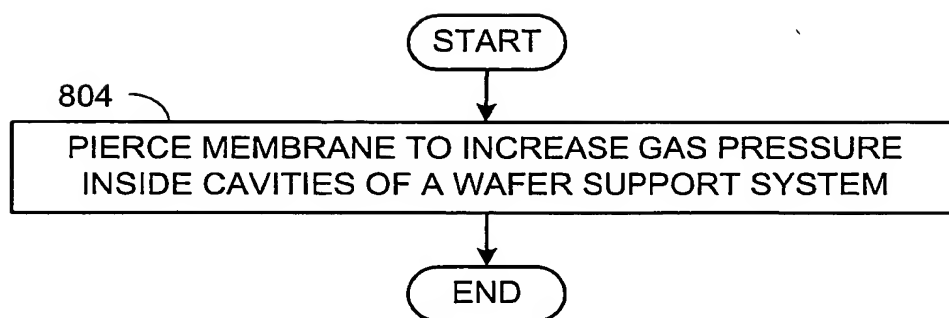 START
804
PIERCE MEMBRANE TO INCREASE GAS PRESSURE
INSIDE CAVITIES OF A WAFER SUPPORT SYSTEM
END